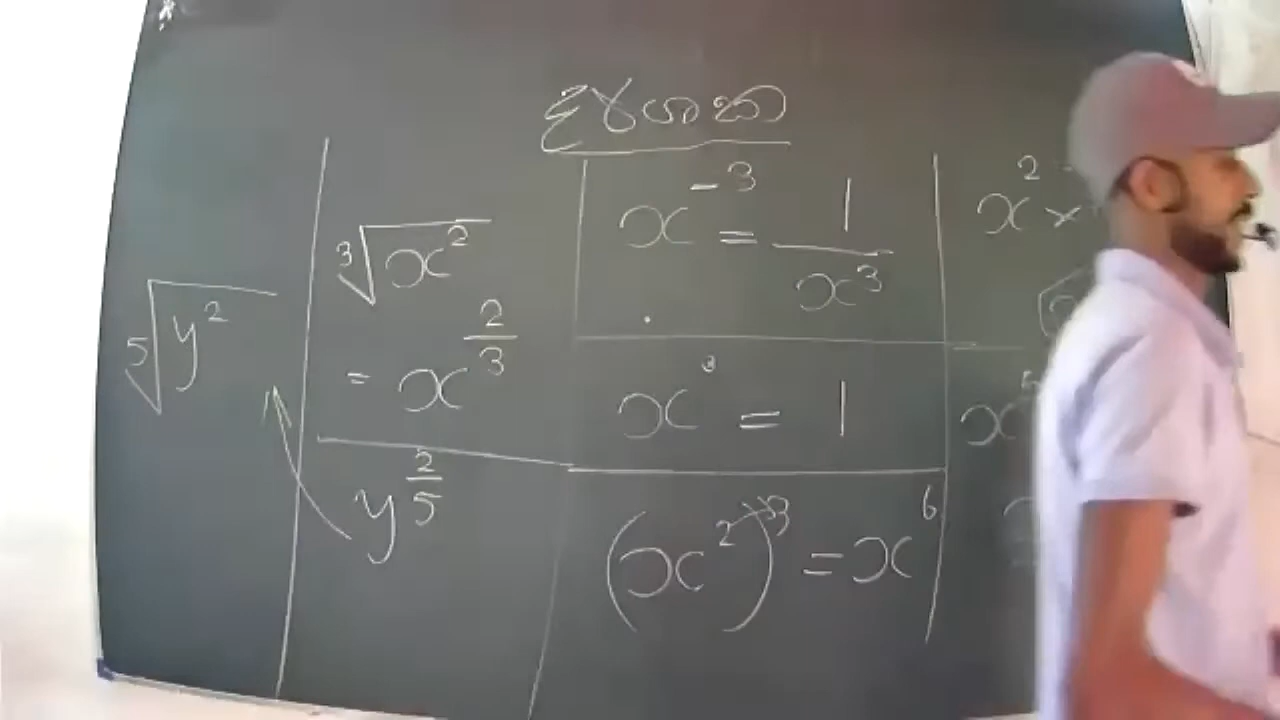 දර්ශක
⁵√y²
³√x²
= x^(2/3)
y^(2/5)
x⁻³ = 1/x³
x⁰ = 1
(x²)³ = x⁶
x² ×
x⁵